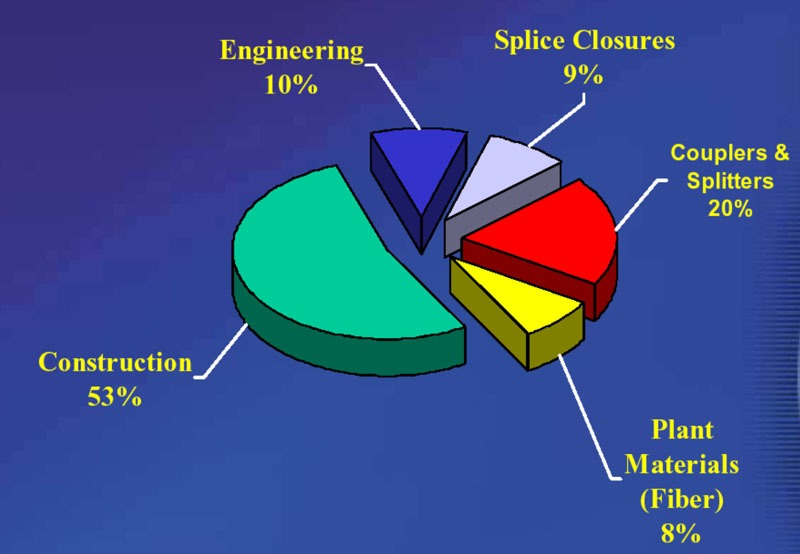 Engineering
10%
Splice Closures
9%
Couplers &
Splitters
20%
Construction
53%
Plant
Materials
(Fiber)
8%